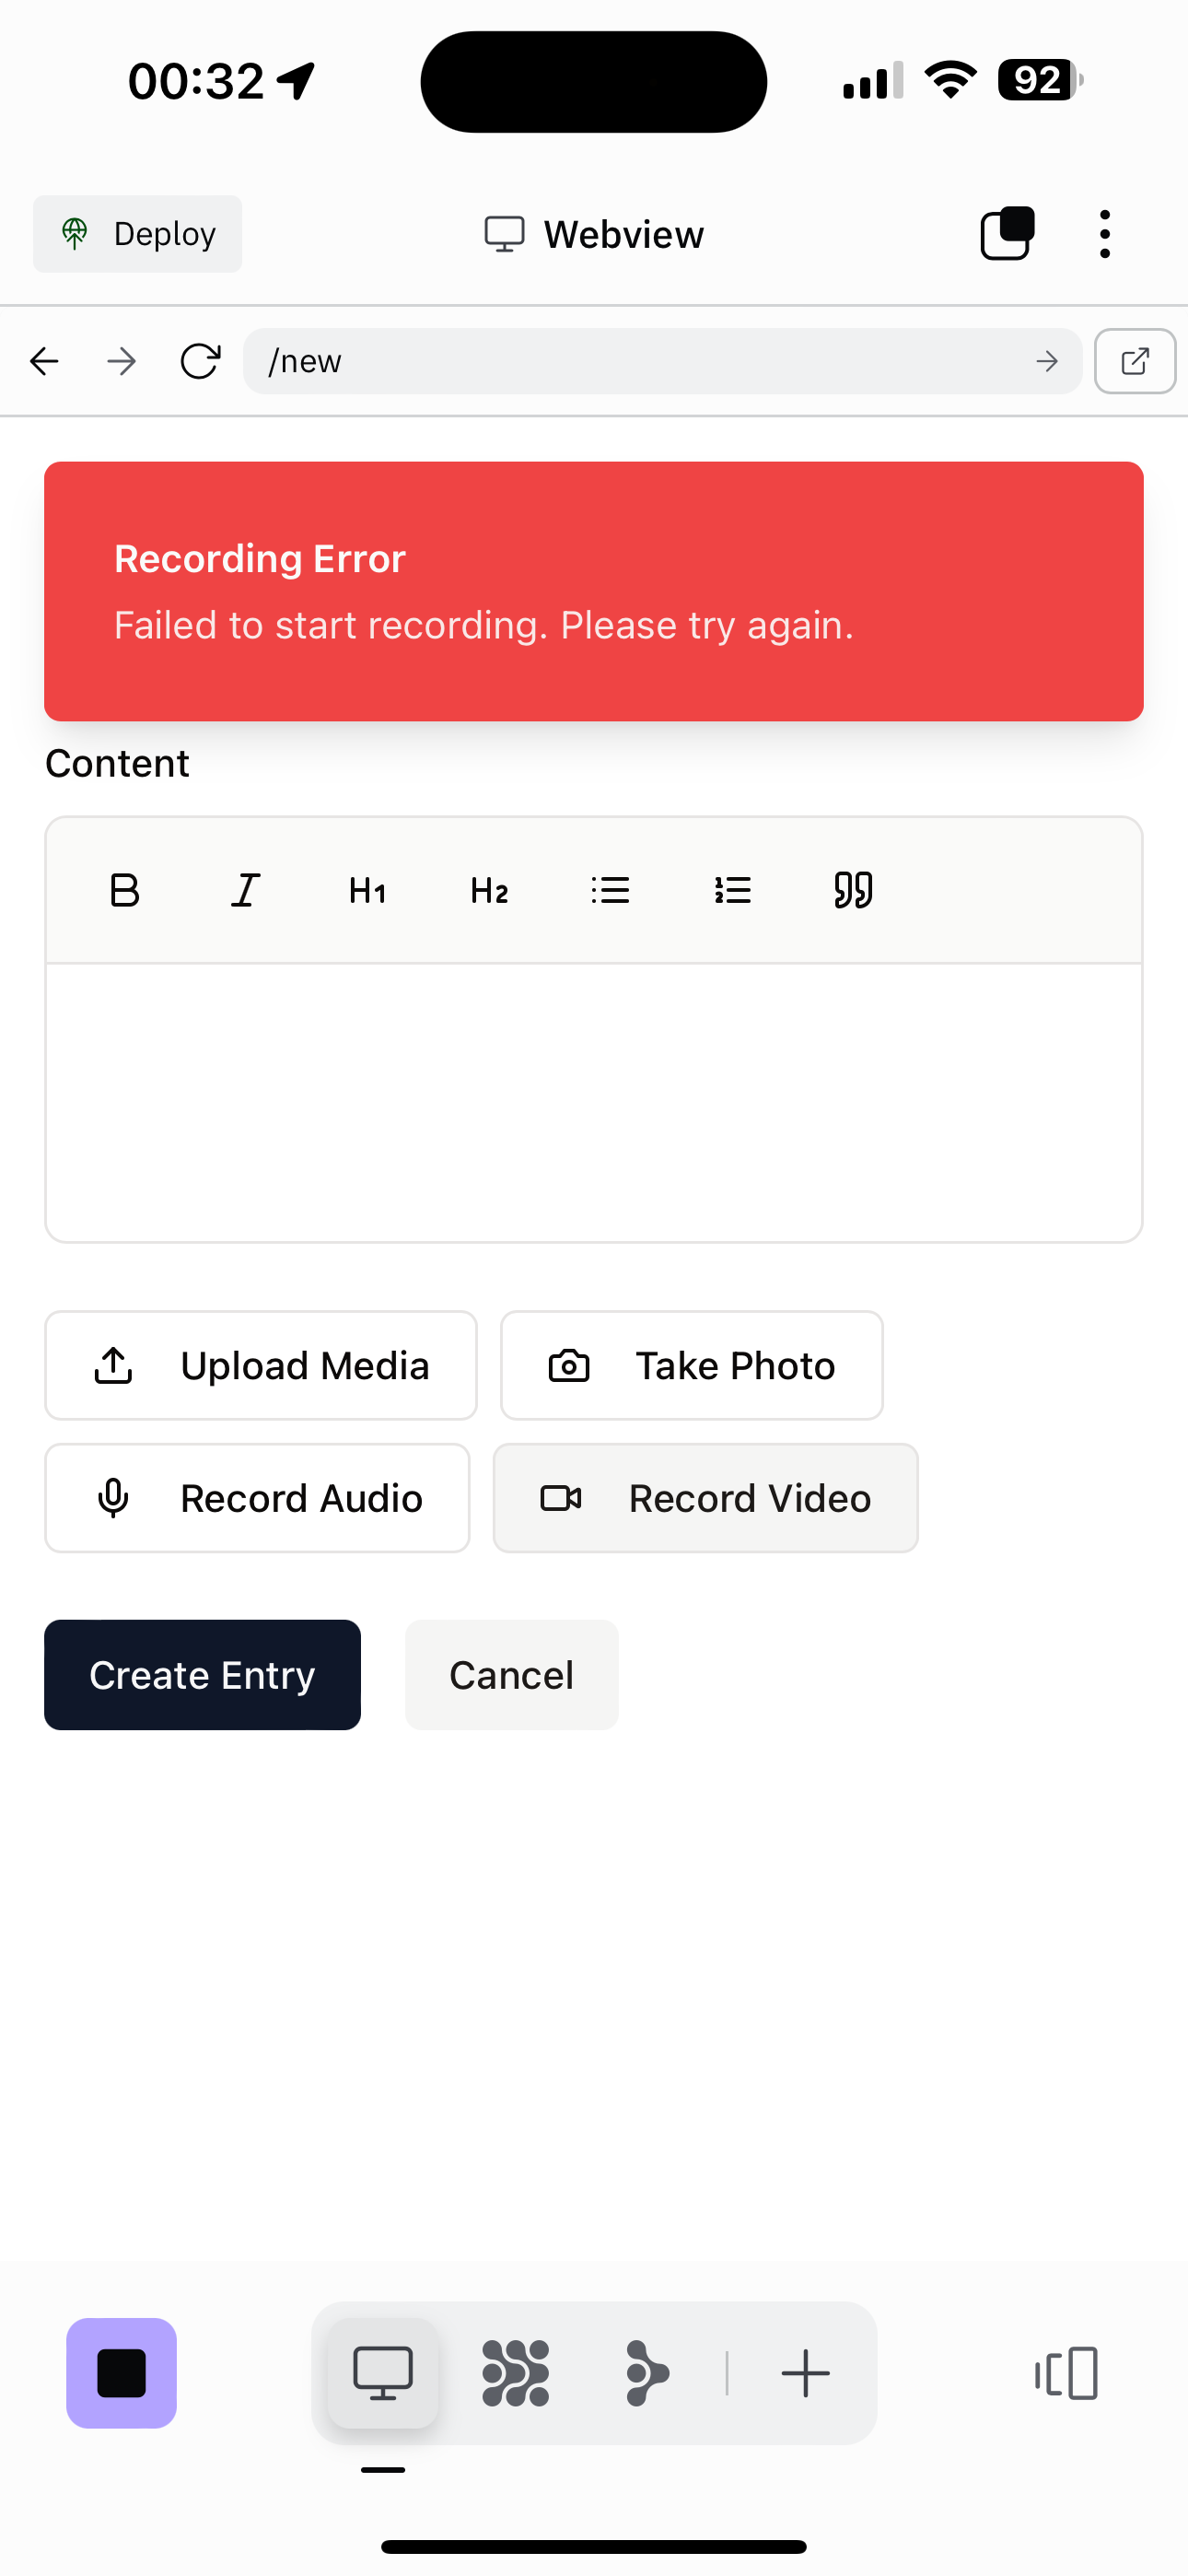 00:32
92
Deploy
Webview
/new
Recording Error
Failed to start recording. Please try again.
Content
B I H1 H2
Upload Media
Take Photo
Record Audio
Record Video
Create Entry
Cancel